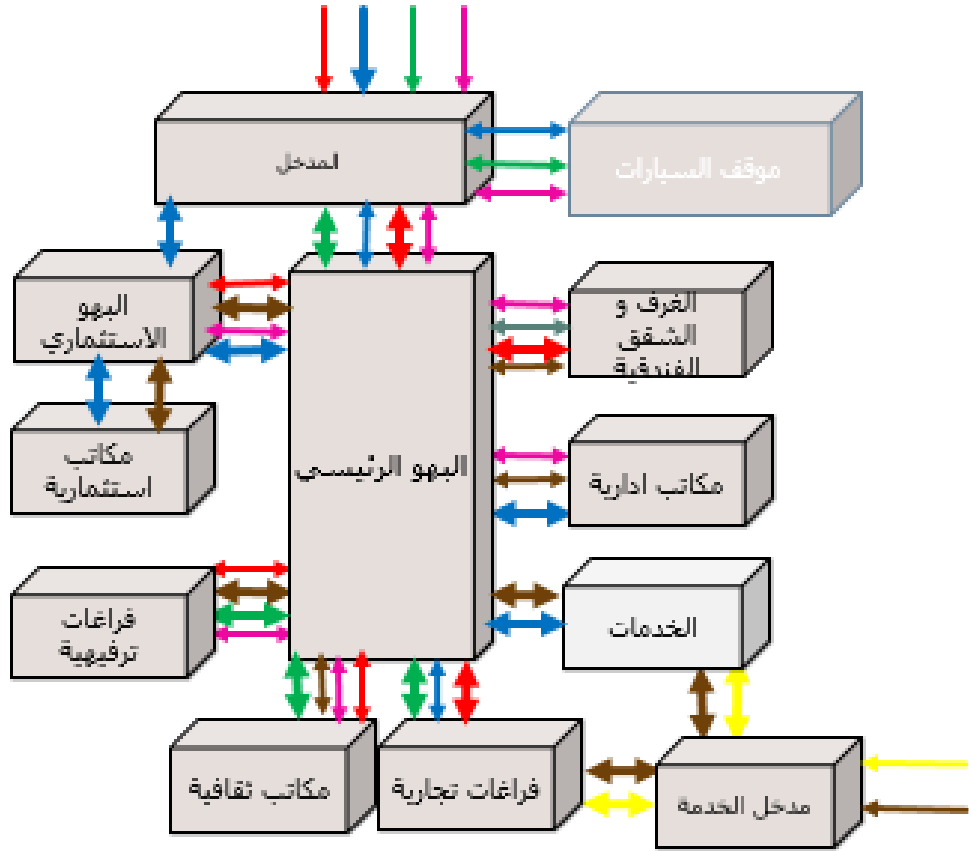 المدخل
موقف السيارات
البهو
الاستثماري
الغرف و
الشقق
الفندقية
مكاتب
استثمارية
البهو الرئيسي
مكاتب ادارية
فراغات
ترفيهية
الخدمات
مكاتب ثقافية
فراغات تجارية
مدخل الخدمة